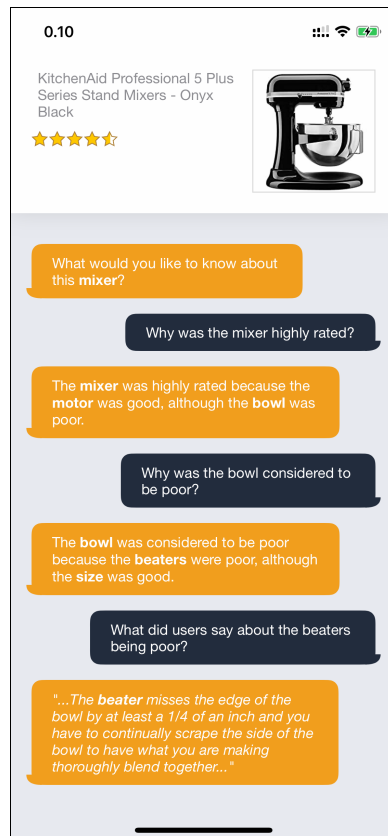 0.10
KitchenAid Professional 5 Plus
Series Stand Mixers - Onyx
Black
What would you like to know about
this mixer?
Why was the mixer highly rated?
The mixer was highly rated because the
motor was good, although the bowl was
poor.
Why was the bowl considered to
be poor?
The bowl was considered to be poor
because the beaters were poor, although
the size was good.
What did users say about the beaters
being poor?
"...The beater misses the edge of the
bowl by at least a 1/4 of an inch and you
have to continually scrape the side of the
bowl to have what you are making
thoroughly blend together..."